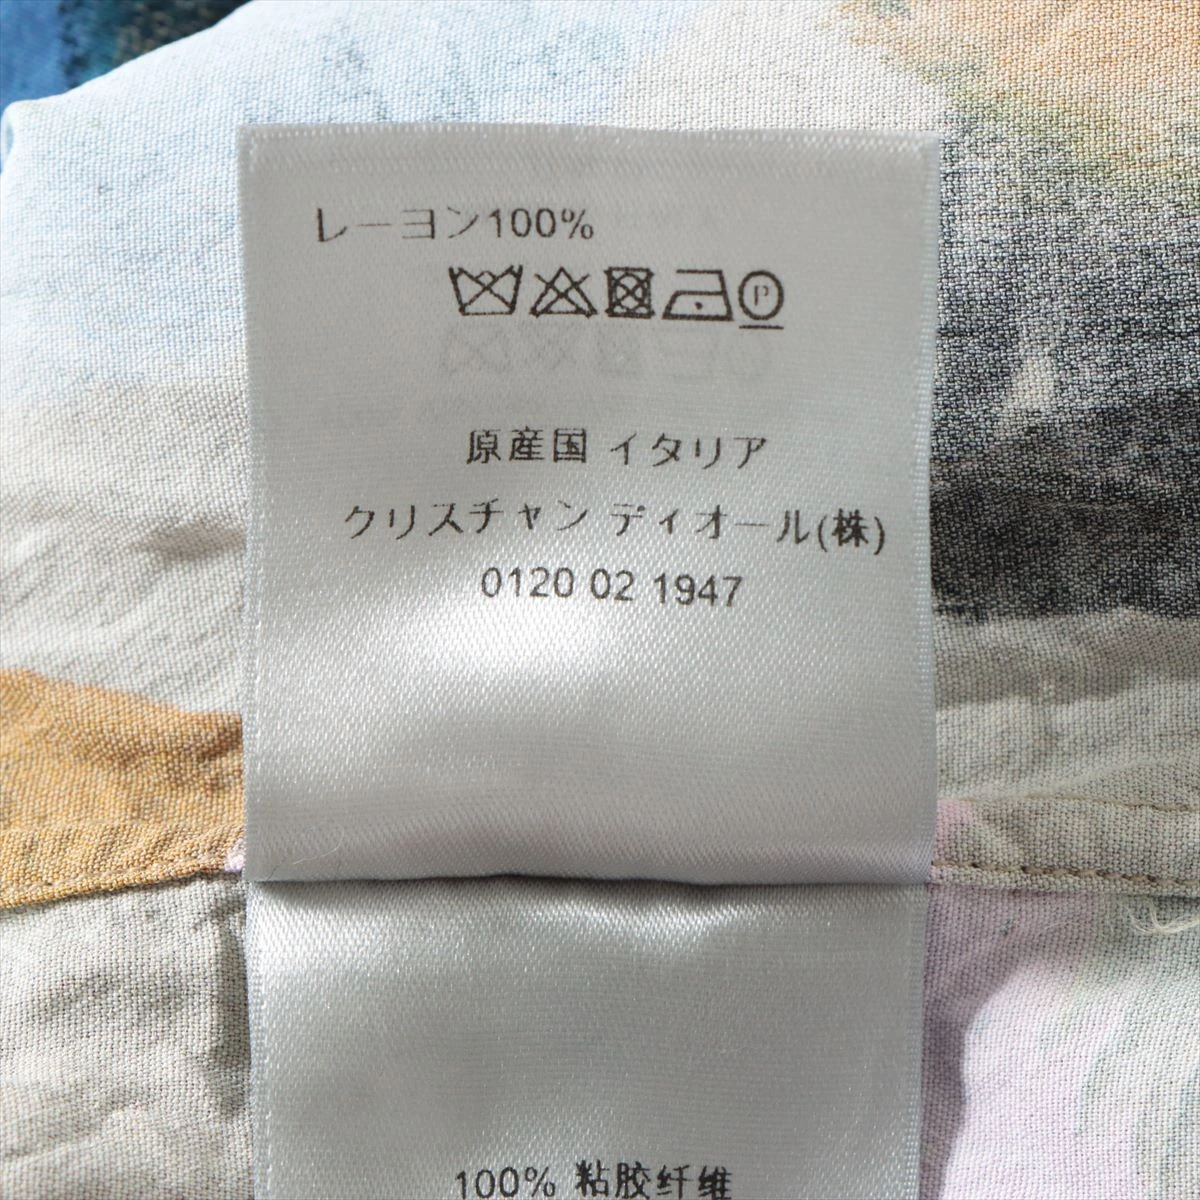 レーヨン100%
P
原産国 イタリア
クリスチャン ディオール(株)
0120 02 1947
100% 粘胶纤维